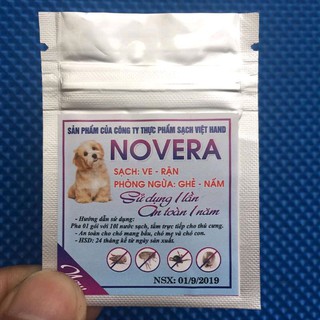 SẢN PHẨM CỦA CÔNG TY THỰC PHẨM SẠCH VIỆT HAND
NOVERA
SẠCH: VE - RẬN
PHÒNG NGỪA: GHẺ - NẤM
Sử dụng 1 lần
An toàn 1 năm
- Hướng dẫn sử dụng:
Pha 01 gói với 10l nước sạch, tắm trực tiếp cho thú cưng.
- An toàn cho chó mang bầu, chó mẹ và chó con.
- HSD: 24 tháng kể từ ngày sản xuất.
NSX: 01/9/2019